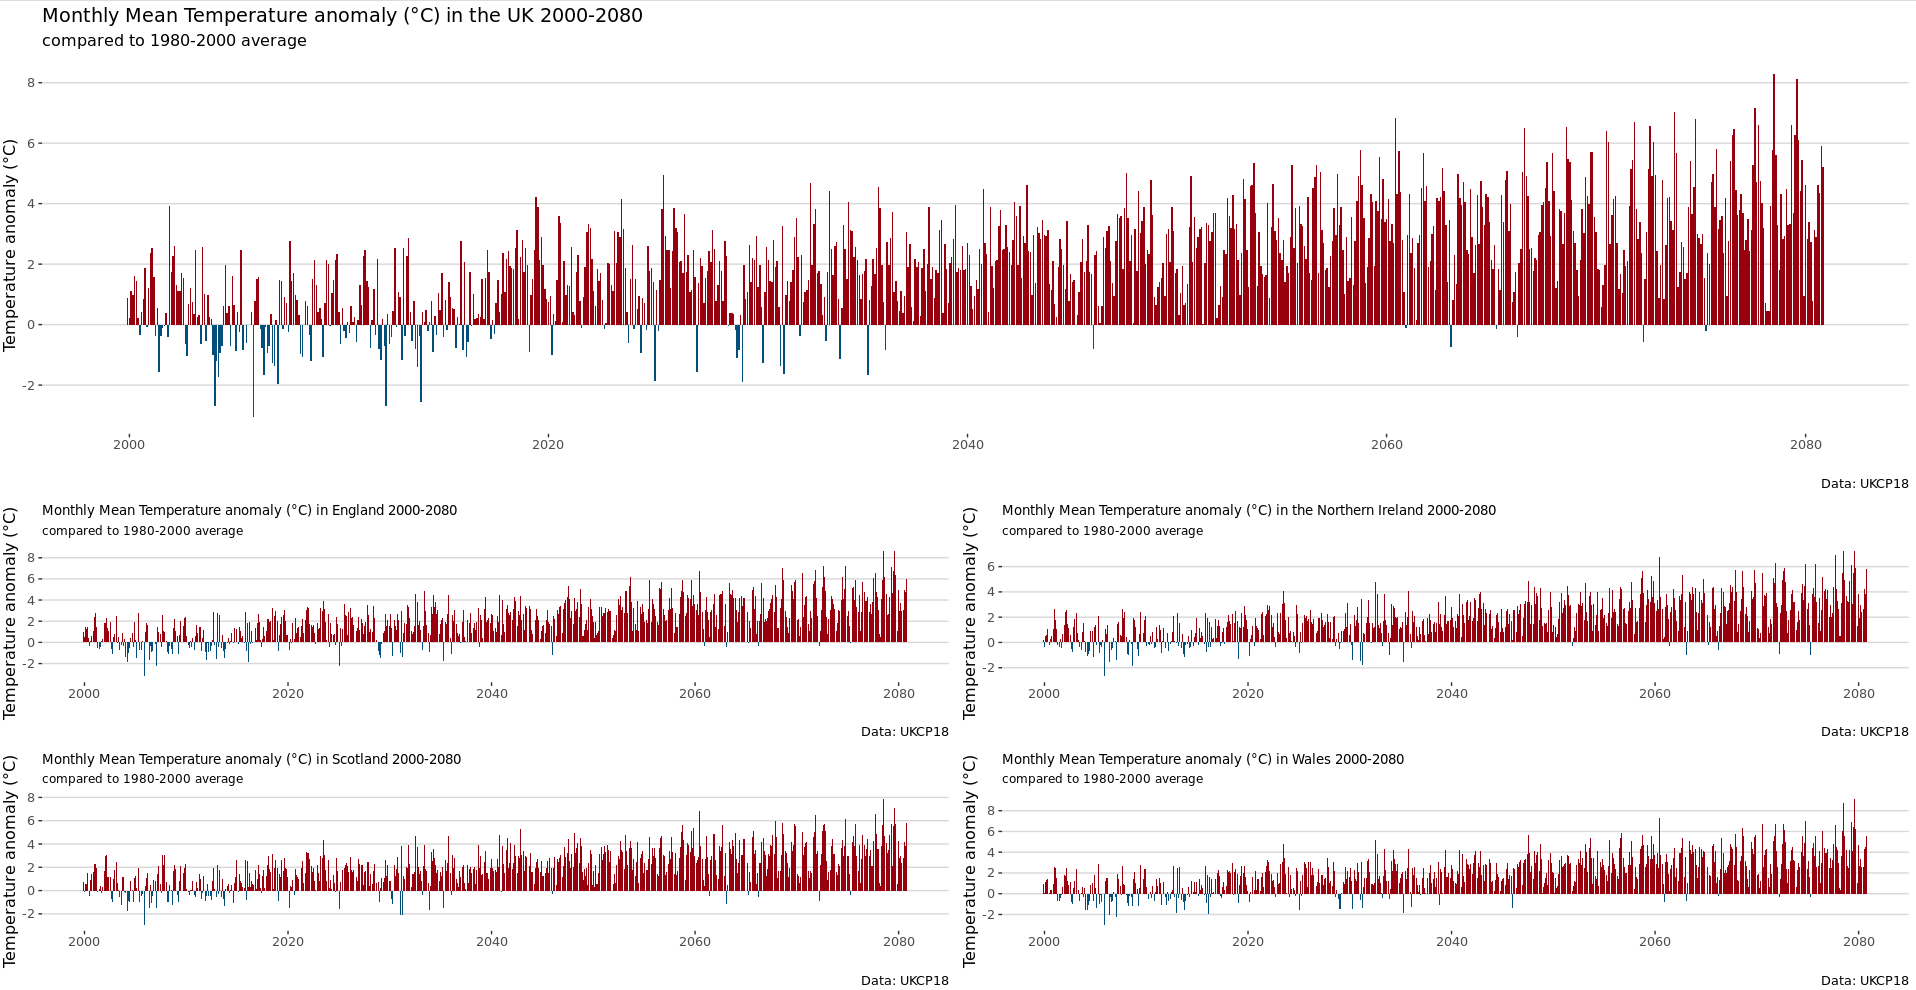 Monthly Mean Temperature anomaly (°C) in the UK 2000-2080
compared to 1980-2000 average
Temperature anomaly (°C)
8
6
4
2
0
-2
2000 2020 2040 2060 2080
Data: UKCP18
Monthly Mean Temperature anomaly (°C) in England 2000-2080
compared to 1980-2000 average
Temperature anomaly (°C)
8
6
4
2
0
-2
2000 2020 2040 2060 2080
Data: UKCP18
Monthly Mean Temperature anomaly (°C) in the Northern Ireland 2000-2080
compared to 1980-2000 average
Temperature anomaly (°C)
6
4
2
0
-2
2000 2020 2040 2060 2080
Data: UKCP18
Monthly Mean Temperature anomaly (°C) in Scotland 2000-2080
compared to 1980-2000 average
Temperature anomaly (°C)
8
6
4
2
0
-2
2000 2020 2040 2060 2080
Data: UKCP18
Monthly Mean Temperature anomaly (°C) in Wales 2000-2080
compared to 1980-2000 average
Temperature anomaly (°C)
8
6
4
2
0
-2
2000 2020 2040 2060 2080
Data: UKCP18